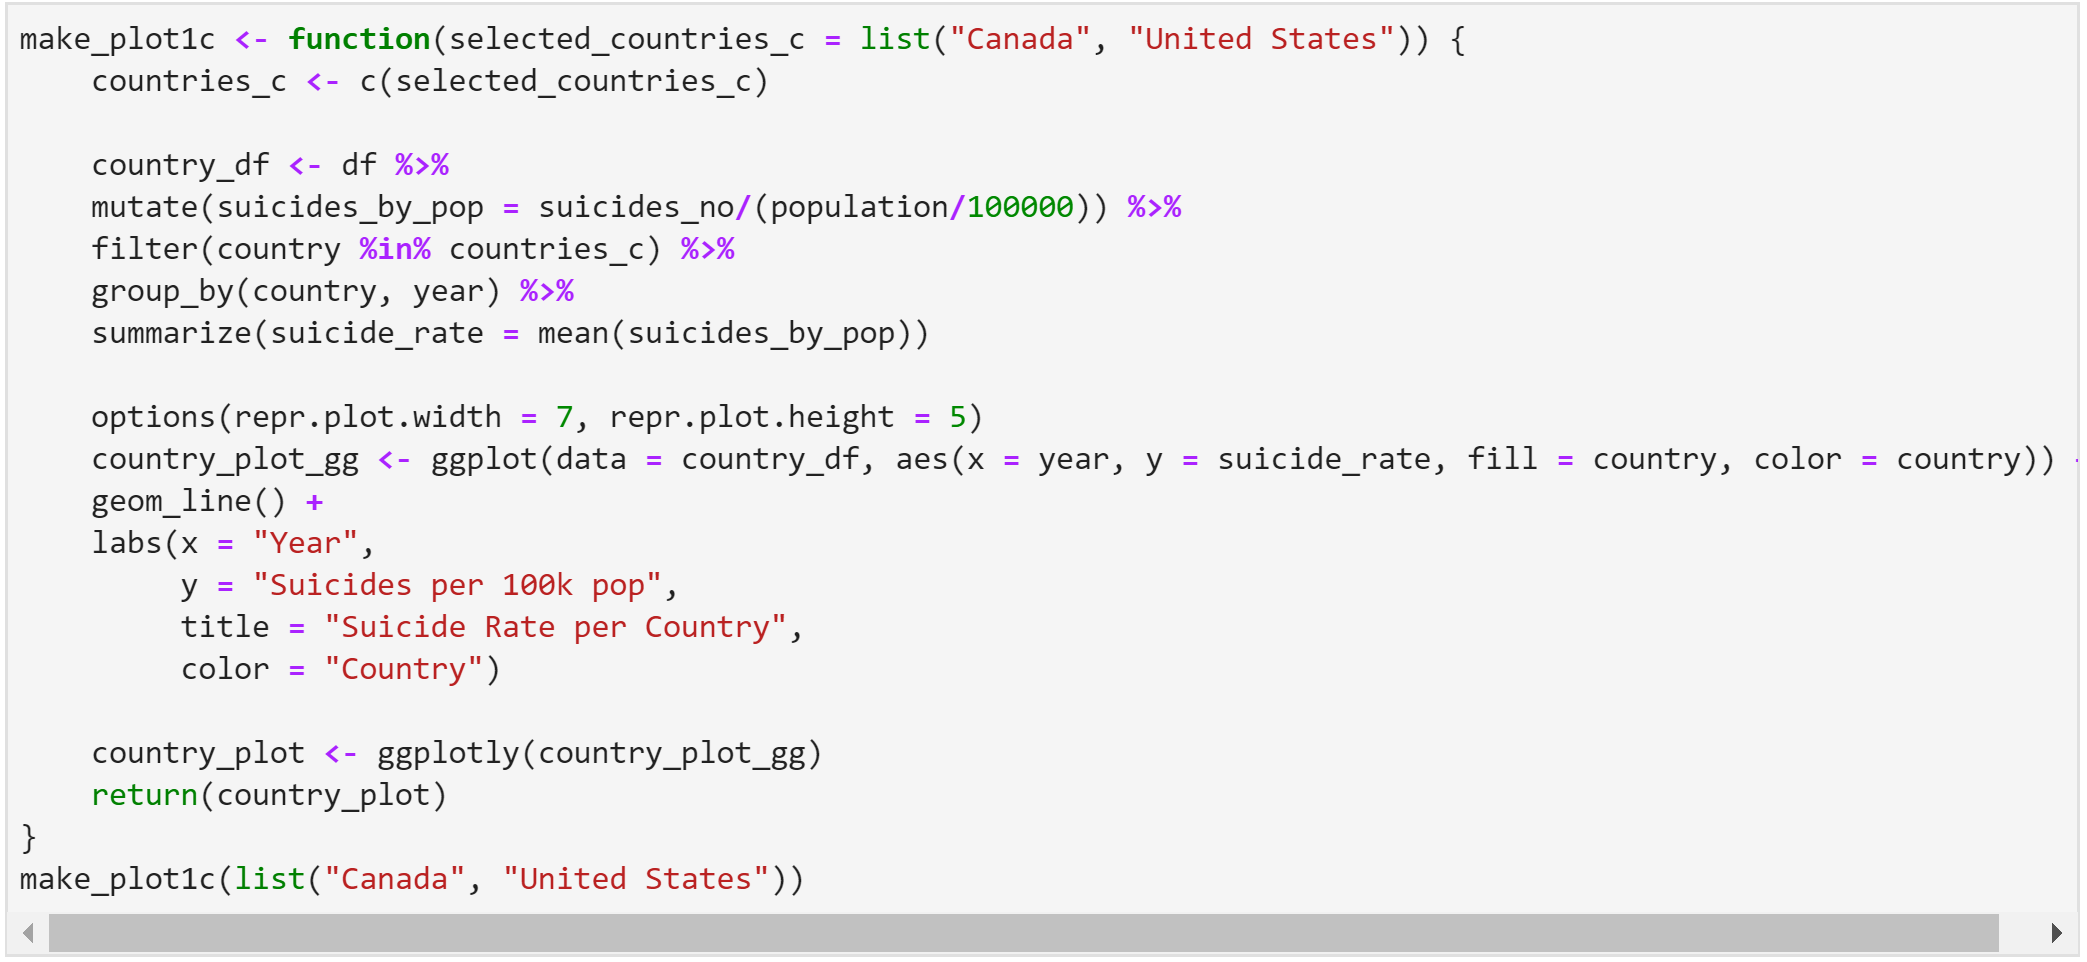 make_plot1c <- function(selected_countries_c = list("Canada", "United States")) {
    countries_c <- c(selected_countries_c)

    country_df <- df %>%
    mutate(suicides_by_pop = suicides_no/(population/100000)) %>%
    filter(country %in% countries_c) %>%
    group_by(country, year) %>%
    summarize(suicide_rate = mean(suicides_by_pop))

    options(repr.plot.width = 7, repr.plot.height = 5)
    country_plot_gg <- ggplot(data = country_df, aes(x = year, y = suicide_rate, fill = country, color = country))
    geom_line() +
    labs(x = "Year",
         y = "Suicides per 100k pop",
         title = "Suicide Rate per Country",
         color = "Country")

    country_plot <- ggplotly(country_plot_gg)
    return(country_plot)
}
make_plot1c(list("Canada", "United States"))